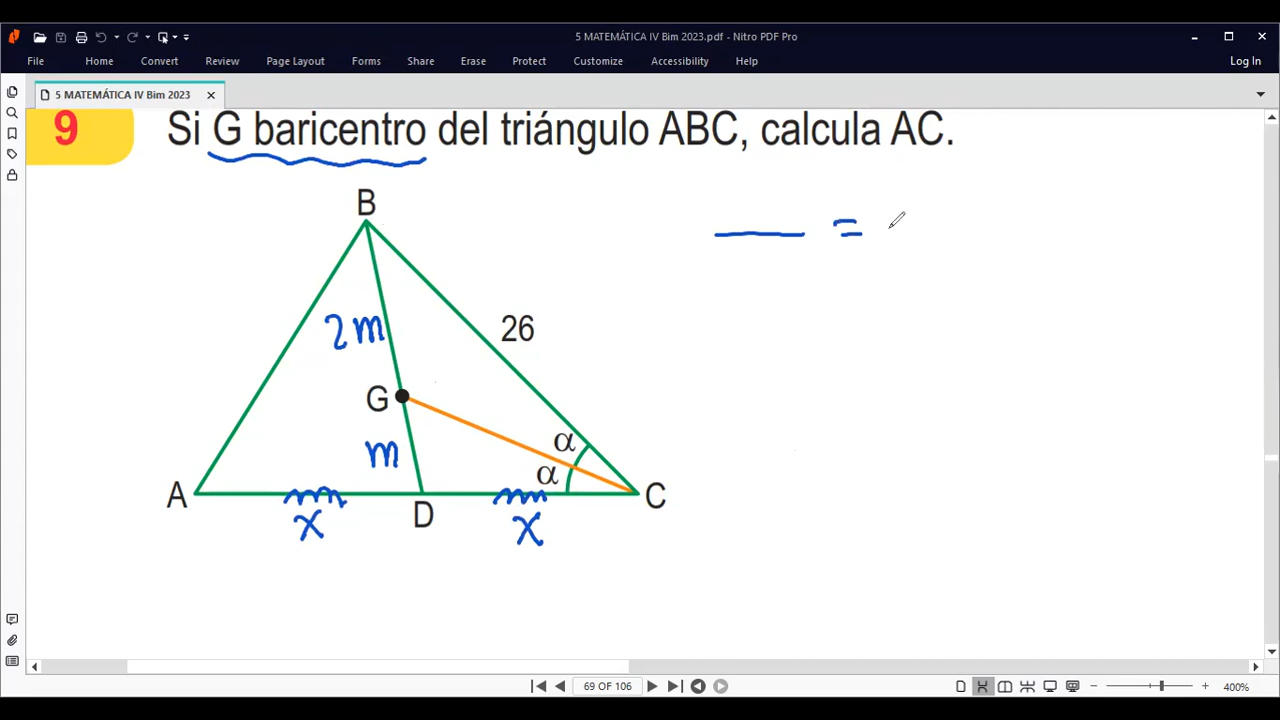 5 MATEMÁTICA IV Bim 2023.pdf - Nitro PDF Pro
File Home Convert Review Page Layout Forms Share Erase Protect Customize Accessibility Help Log In
5 MATEMÁTICA IV Bim 2023
9 Si G baricentro del triángulo ABC, calcula AC.
B
=
2m 26
G
α
m α
A C
D
x x
69 OF 106 400%